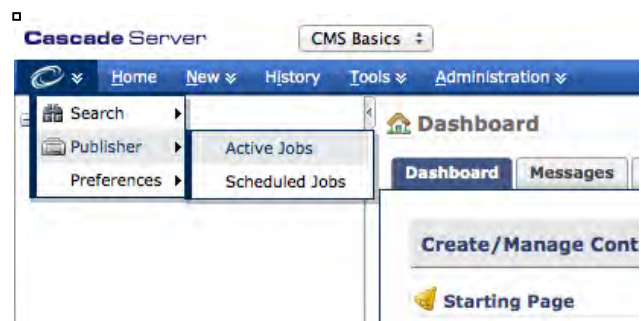 Cascade Server CMS Basics
Home New History Tools Administration
Search
Publisher
Preferences
Active Jobs
Scheduled Jobs
Dashboard
Dashboard Messages
Create/Manage Cont
Starting Page